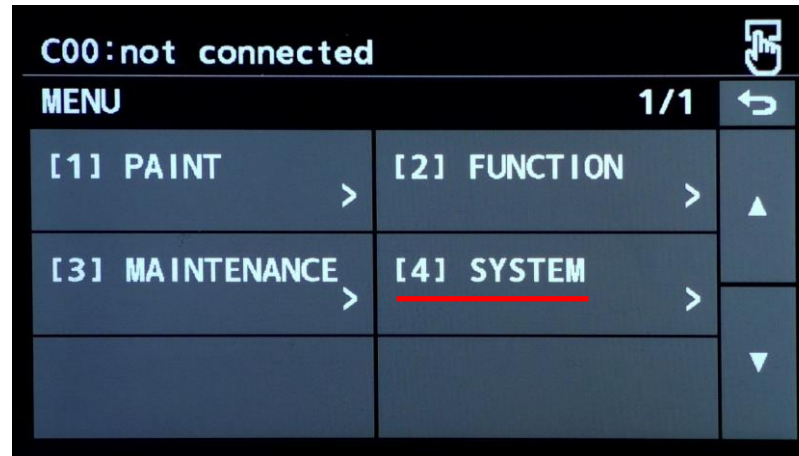 C00:not connected
MENU 1/1
[1] PAINT > [2] FUNCTION >
[3] MAINTENANCE > [4] SYSTEM >